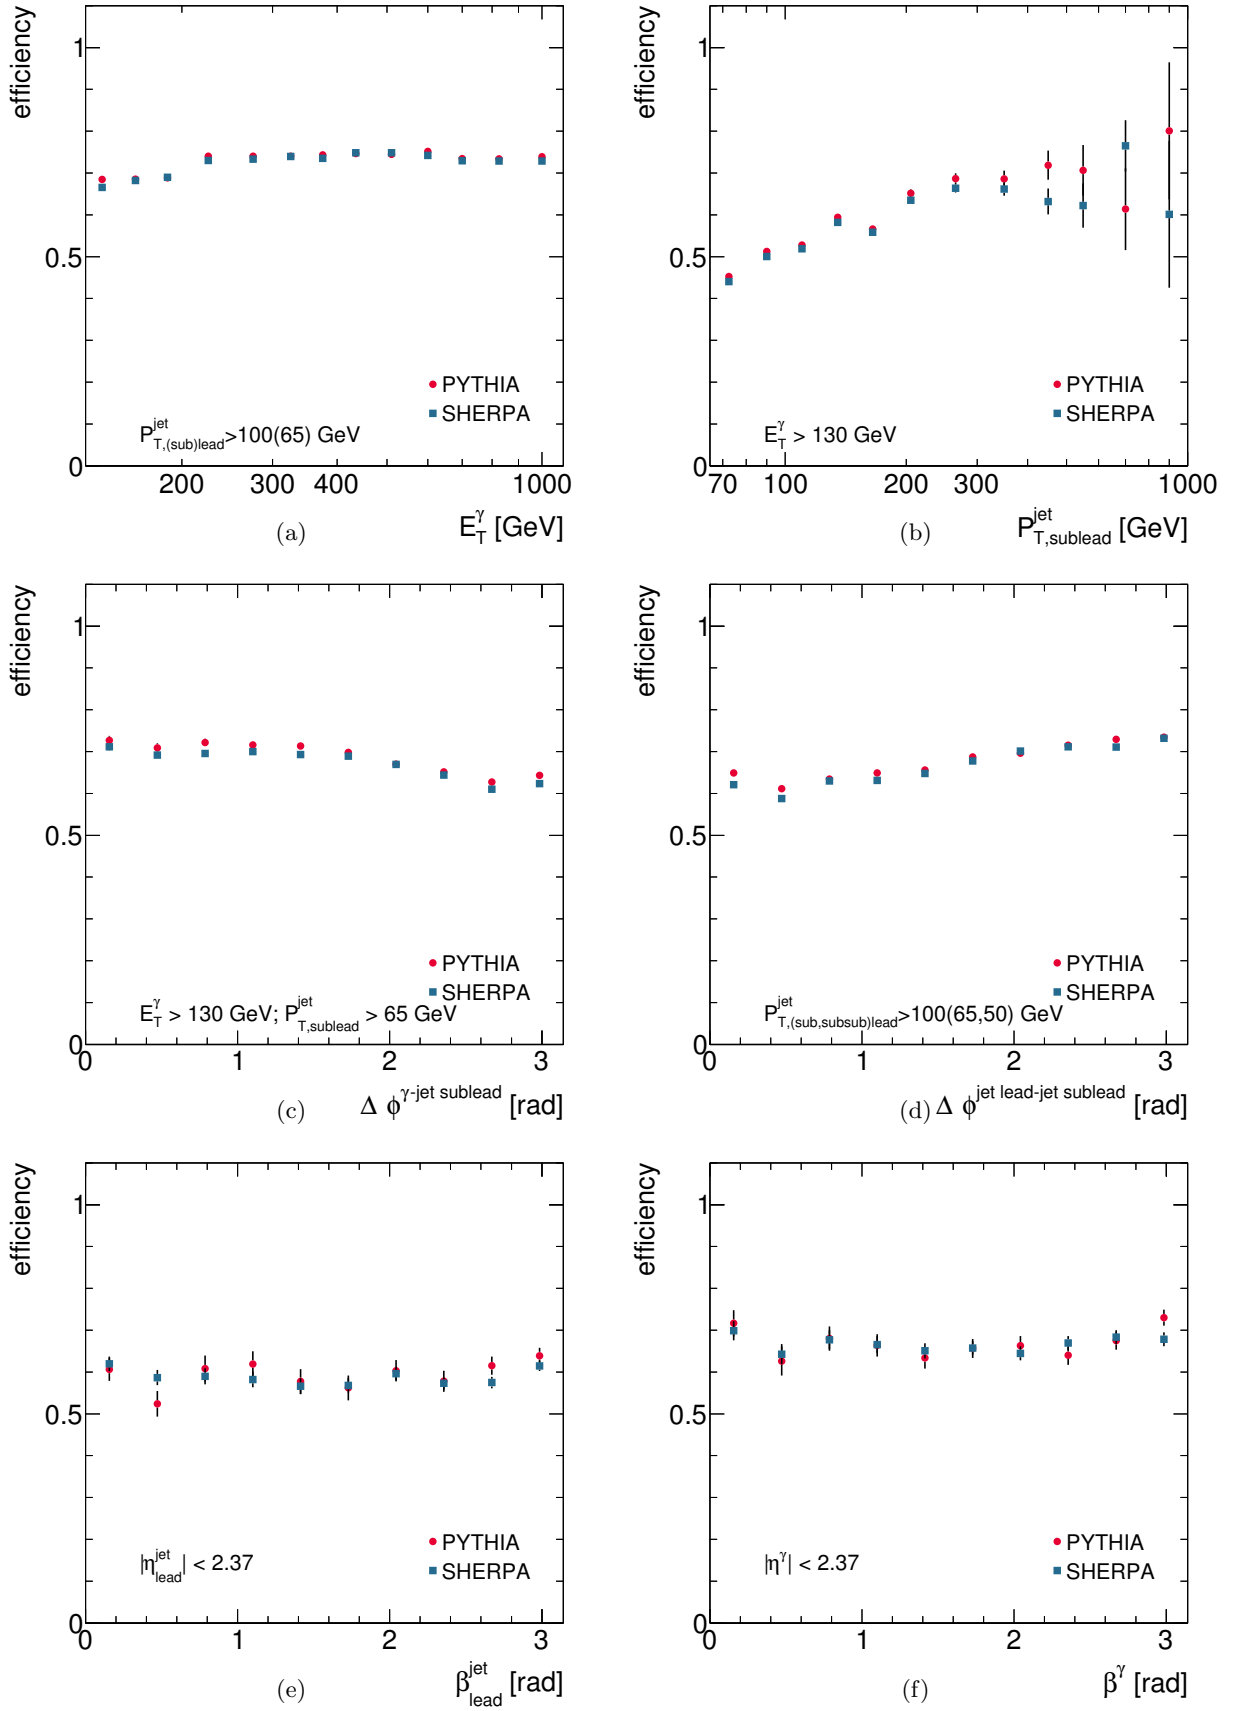 efficiency
1
0.5
0
PYTHIA
SHERPA
P^jet_T,(sub)lead>100(65) GeV
200 300 400 1000
E^γ_T [GeV]
(a)
efficiency
1
0.5
0
PYTHIA
SHERPA
E^γ_T > 130 GeV
70 100 200 300 1000
P^jet_T,sublead [GeV]
(b)
efficiency
1
0.5
0
PYTHIA
SHERPA
E^γ_T > 130 GeV; P^jet_T,sublead > 65 GeV
0 1 2 3
Δ ϕ^γ-jet sublead [rad]
(c)
efficiency
1
0.5
0
PYTHIA
SHERPA
P^jet_T,(sub,subsub)lead>100(65,50) GeV
0 1 2 3
(d) Δ ϕ^jet lead-jet sublead [rad]
efficiency
1
0.5
0
PYTHIA
SHERPA
|η^jet_lead| < 2.37
0 1 2 3
β^jet_lead [rad]
(e)
efficiency
1
0.5
0
PYTHIA
SHERPA
|η^γ| < 2.37
0 1 2 3
β^γ [rad]
(f)